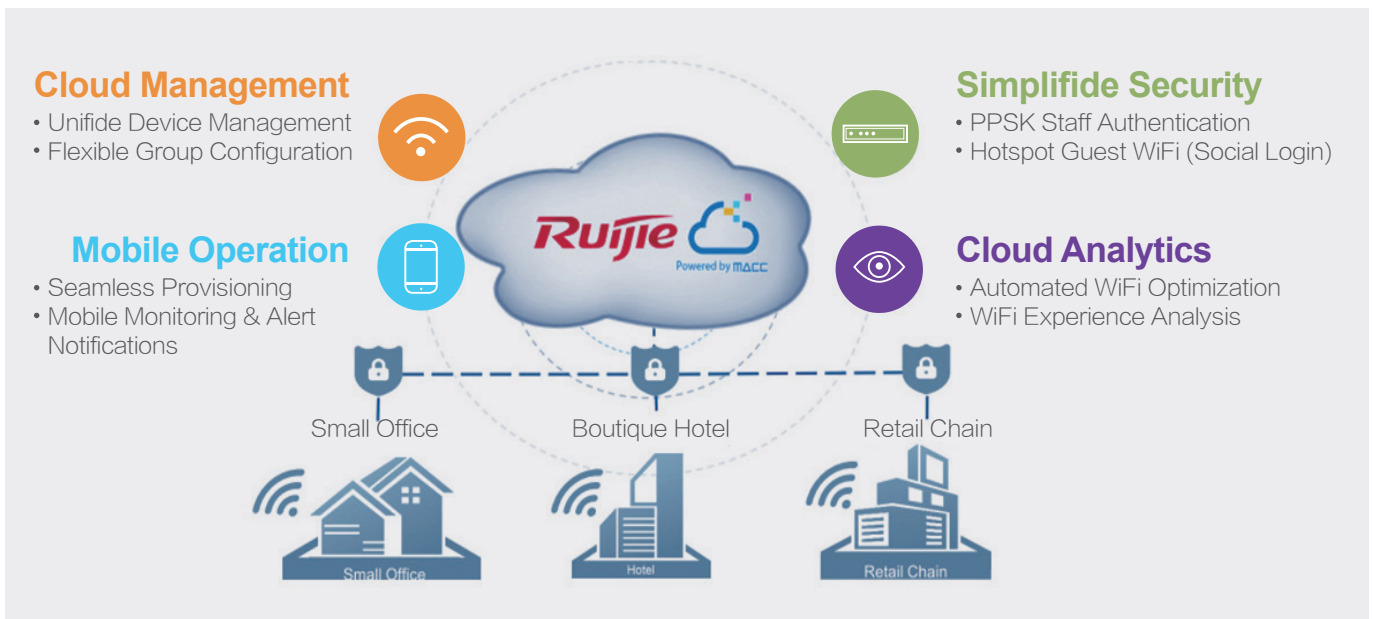 Cloud Management
• Unifide Device Management
• Flexible Group Configuration
Mobile Operation
• Seamless Provisioning
• Mobile Monitoring & Alert
Notifications
Simplifide Security
• PPSK Staff Authentication
• Hotspot Guest WiFi (Social Login)
Cloud Analytics
• Automated WiFi Optimization
• WiFi Experience Analysis
Ruijie
Powered by MACC
Small Office
Boutique Hotel
Retail Chain
Small Office
Hotel
Retail Chain